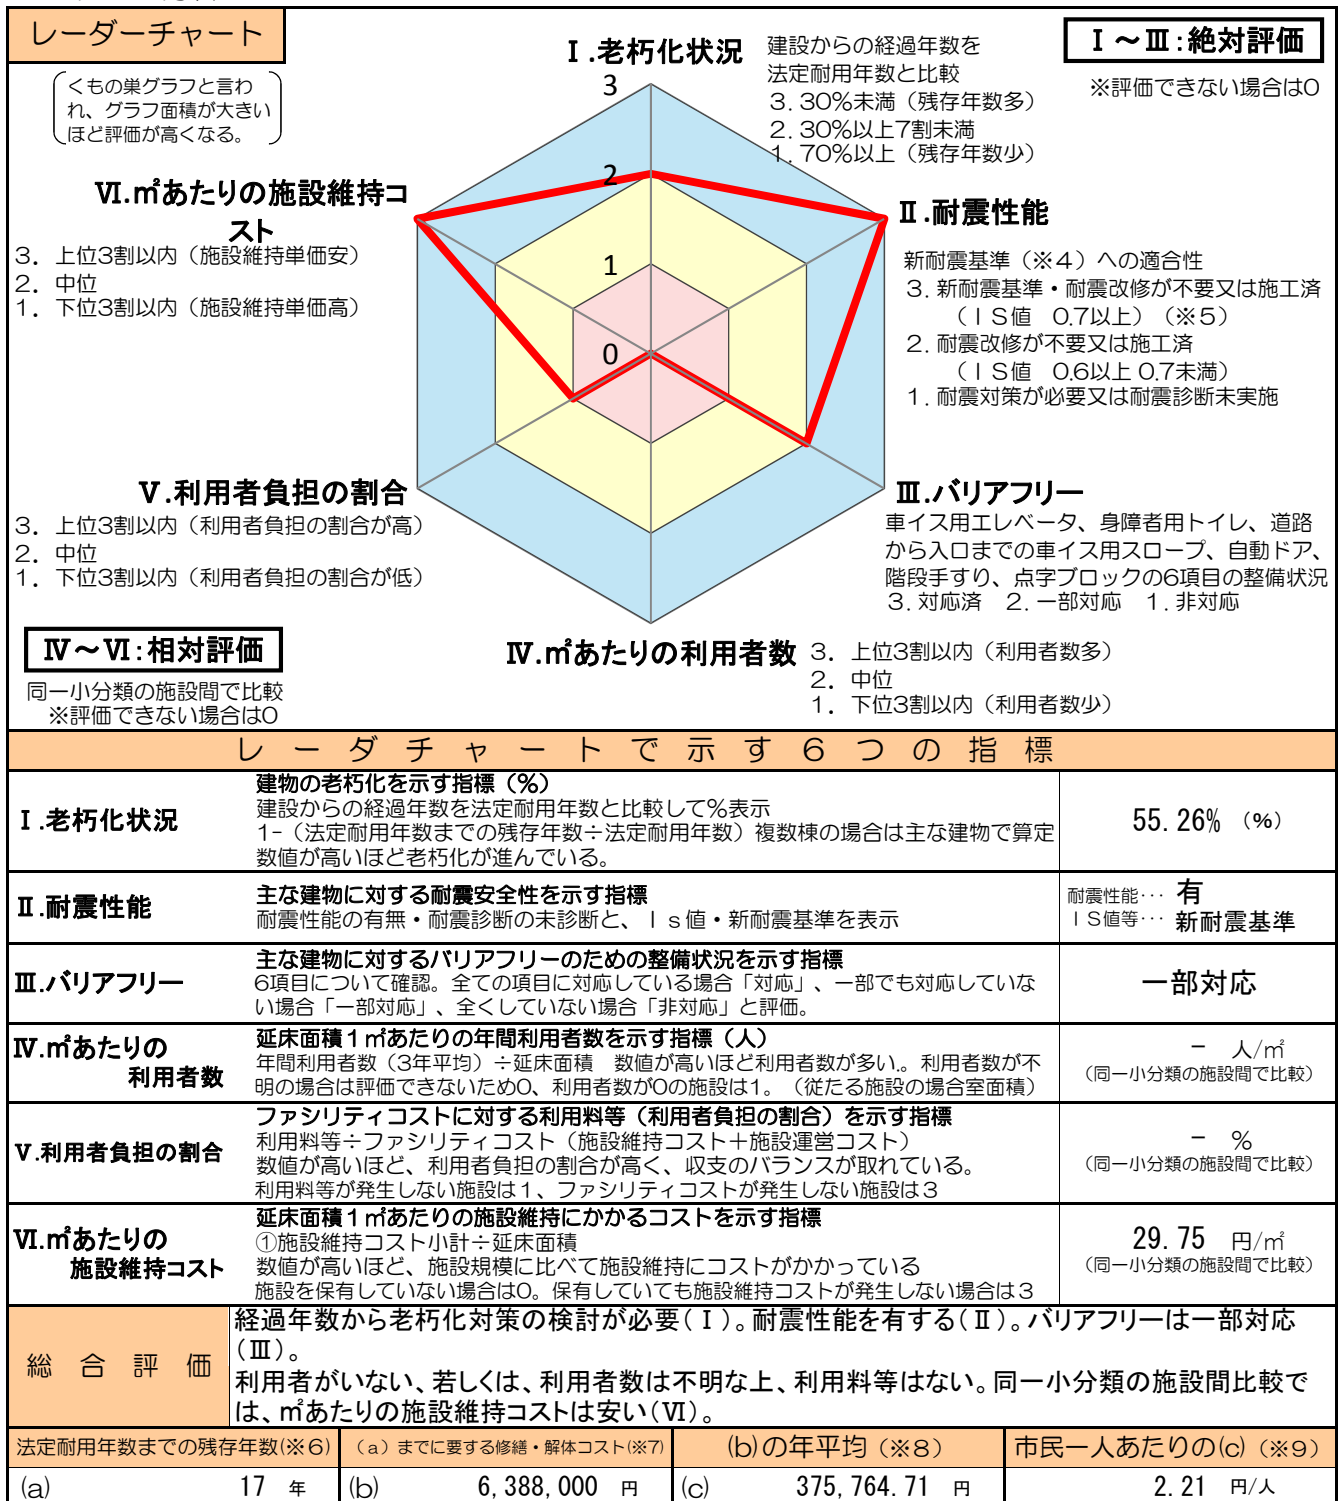 レーダーチャート
くもの巣グラフと言わ
れ、グラフ面積が大きい
ほど評価が高くなる。
Ⅰ.老朽化状況
建設からの経過年数を
法定耐用年数と比較
3.30%未満（残存年数多）
2.30%以上7割未満
1.70%以上（残存年数少）
Ⅰ～Ⅲ:絶対評価
※評価できない場合は0
3
2
1
0
Ⅵ.㎡あたりの施設維持コ
スト
3. 上位3割以内（施設維持単価安）
2. 中位
1. 下位3割以内（施設維持単価高）
Ⅱ.耐震性能
新耐震基準（※4）への適合性
3.新耐震基準・耐震改修が不要又は施工済
（ＩＳ値 0.7以上）（※5）
2.耐震改修が不要又は施工済
（ＩＳ値 0.6以上 0.7未満）
1.耐震対策が必要又は耐震診断未実施
Ⅴ.利用者負担の割合
3. 上位3割以内（利用者負担の割合が高）
2. 中位
1. 下位3割以内（利用者負担の割合が低）
Ⅲ.バリアフリー
車イス用エレベータ、身障者用トイレ、道路
から入口までの車イス用スロープ、自動ドア、
階段手すり、点字ブロックの6項目の整備状況
3.対応済 2.一部対応 1.非対応
Ⅳ～Ⅵ:相対評価
同一小分類の施設間で比較
※評価できない場合は0
Ⅳ.㎡あたりの利用者数
3. 上位3割以内（利用者数多）
2. 中位
1. 下位3割以内（利用者数少）
レーダチャートで示す６つの指標
Ⅰ.老朽化状況
建物の老朽化を示す指標（%）
建設からの経過年数を法定耐用年数と比較して%表示
1-（法定耐用年数までの残存年数÷法定耐用年数）複数棟の場合は主な建物で算定
数値が高いほど老朽化が進んでいる。
55.26% （%）
Ⅱ.耐震性能
主な建物に対する耐震安全性を示す指標
耐震性能の有無・耐震診断の未診断と、Ｉｓ値・新耐震基準を表示
耐震性能… 有
ＩＳ値等… 新耐震基準
Ⅲ.バリアフリー
主な建物に対するバリアフリーのための整備状況を示す指標
6項目について確認。全ての項目に対応している場合「対応」、一部でも対応していな
い場合「一部対応」、全くしていない場合「非対応」と評価。
一部対応
Ⅳ.㎡あたりの
利用者数
延床面積１㎡あたりの年間利用者数を示す指標（人）
年間利用者数（3年平均）÷延床面積 数値が高いほど利用者数が多い。利用者数が不
明の場合は評価できないため0、利用者数が0の施設は1。（従たる施設の場合室面積）
－ 人/㎡
（同一小分類の施設間で比較）
Ⅴ.利用者負担の割合
ファシリティコストに対する利用料等（利用者負担の割合）を示す指標
利用料等÷ファシリティコスト（施設維持コスト＋施設運営コスト）
数値が高いほど、利用者負担の割合が高く、収支のバランスが取れている。
利用料等が発生しない施設は１、ファシリティコストが発生しない施設は３
－ %
（同一小分類の施設間で比較）
Ⅵ.㎡あたりの
施設維持コスト
延床面積１㎡あたりの施設維持にかかるコストを示す指標
①施設維持コスト小計÷延床面積
数値が高いほど、施設規模に比べて施設維持にコストがかかっている
施設を保有していない場合は0。保有していても施設維持コストが発生しない場合は３
29.75 円/㎡
（同一小分類の施設間で比較）
総合評価
経過年数から老朽化対策の検討が必要(Ⅰ)。耐震性能を有する(Ⅱ)。バリアフリーは一部対応
(Ⅲ)。
利用者がいない、若しくは、利用者数は不明な上、利用料等はない。同一小分類の施設間比較で
は、㎡あたりの施設維持コストは安い(Ⅵ)。
法定耐用年数までの残存年数(※6)
（a）までに要する修繕・解体コスト(※7)
(b)の年平均（※8）
市民一人あたりの(c)（※9）
(a) 17 年
(b) 6,388,000 円
(c) 375,764.71 円
2.21 円/人